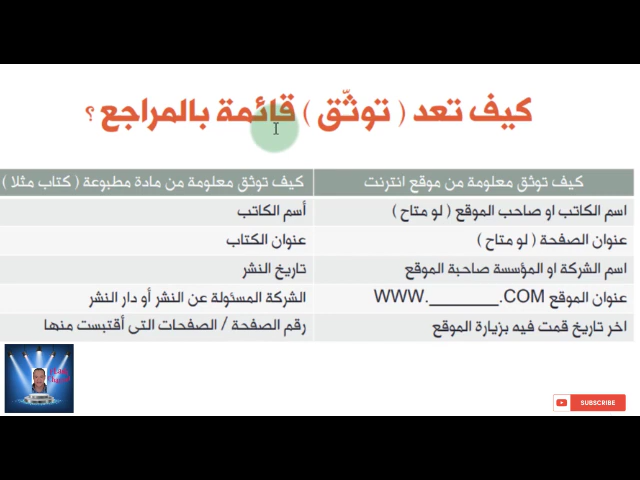 كيف تعد ( توثّق ) قائمة بالمراجع ؟
كيف توثق معلومة من موقع انترنت
كيف توثق معلومة من مادة مطبوعة ( كتاب مثلا )
اسم الكاتب او صاحب الموقع ( لو متاح )
أسم الكاتب
عنوان الصفحة ( لو متاح )
عنوان الكتاب
اسم الشركة او المؤسسة صاحبة الموقع
تاريخ النشر
عنوان الموقع WWW.________.COM
الشركة المسئولة عن النشر أو دار النشر
اخر تاريخ قمت فيه بزيارة الموقع
رقم الصفحة / الصفحات التى أقتبست منها
SUBSCRIBE